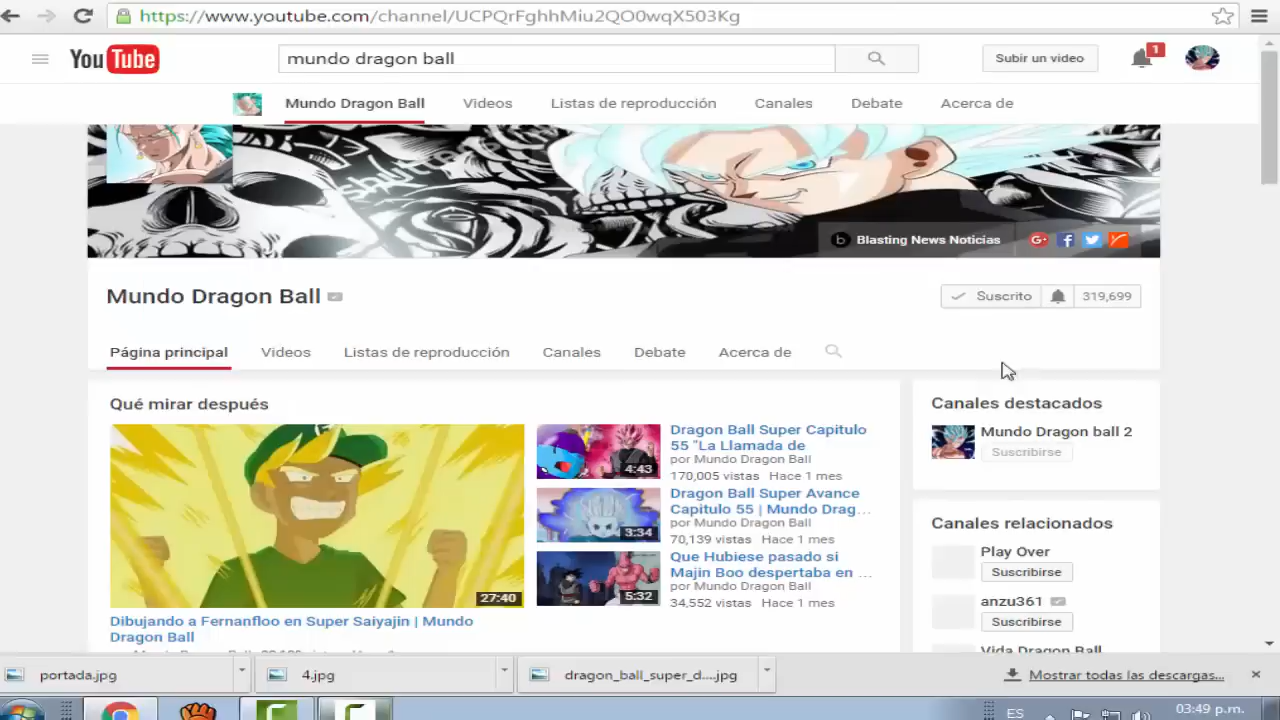 https://www.youtube.com/channel/UCPQrFghhMiu2QO0wqX503Kg
YouTube
mundo dragon ball
Subir un video
1
Mundo Dragon Ball
Videos
Listas de reproducción
Canales
Debate
Acerca de
Blasting News Noticias
Mundo Dragon Ball
Suscrito
319,699
Página principal
Videos
Listas de reproducción
Canales
Debate
Acerca de
Qué mirar después
27:40
Dibujando a Fernanfloo en Super Saiyajin | Mundo
Dragon Ball
4:43
Dragon Ball Super Capitulo
55 "La Llamada de
por Mundo Dragon Ball
170,005 vistas Hace 1 mes
3:34
Dragon Ball Super Avance
Capitulo 55 | Mundo Drag...
por Mundo Dragon Ball
70,139 vistas Hace 1 mes
5:32
Que Hubiese pasado si
Majin Boo despertaba en ...
por Mundo Dragon Ball
34,552 vistas Hace 1 mes
Canales destacados
Mundo Dragon ball 2
Suscribirse
Canales relacionados
Play Over
Suscribirse
anzu361
Suscribirse
Vida Dragon Ball
portada.jpg
4.jpg
dragon_ball_super_d....jpg
Mostrar todas las descargas...
ES
03:49 p.m.